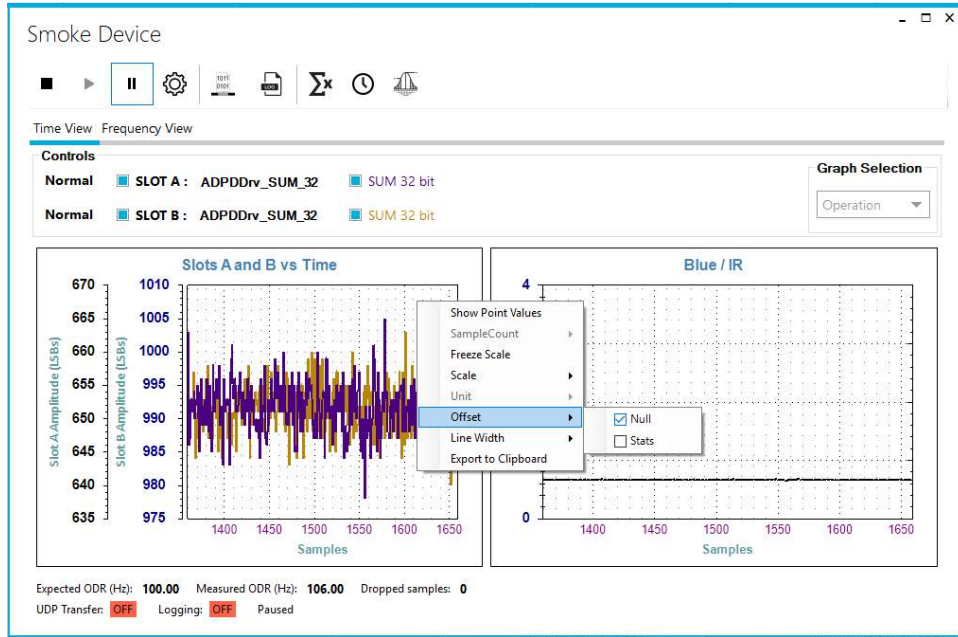 Smoke Device
1011
0101
LOG
Σx
Time View Frequency View
Controls
Normal SLOT A : ADPDDrv_SUM_32 SUM 32 bit
Normal SLOT B : ADPDDrv_SUM_32 SUM 32 bit
Graph Selection
Operation
Slots A and B vs Time
Slot A Amplitude (LSBs)
670
665
660
655
650
645
640
635
Slot B Amplitude (LSBs)
1010
1005
1000
995
990
985
980
975
1400 1450 1500 1550 1600 1650
Samples
Show Point Values
SampleCount
Freeze Scale
Scale
Unit
Offset
Line Width
Export to Clipboard
Null
Stats
Blue / IR
4
0
1400 1450 1500 1550 1600 1650
Samples
Expected ODR (Hz): 100.00 Measured ODR (Hz): 106.00 Dropped samples: 0
UDP Transfer: OFF Logging: OFF Paused